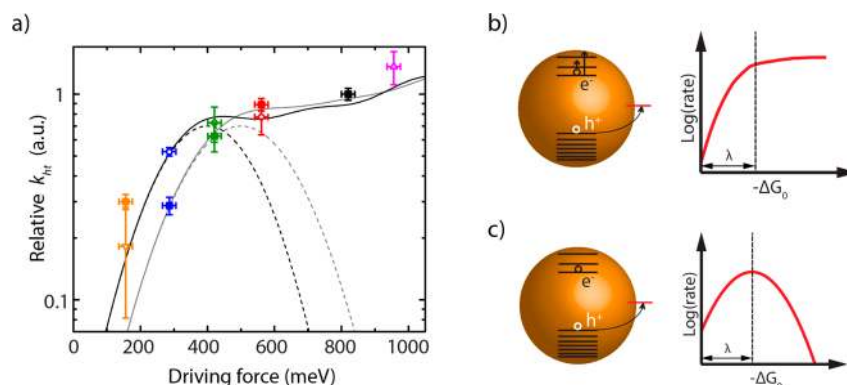 a)
Relative k_ht (a.u.)
1
0.1
0 200 400 600 800 1000
Driving force (meV)
b)
e⁻
h⁺
Log(rate)
λ
-ΔG₀
c)
e⁻
h⁺
Log(rate)
λ
-ΔG₀